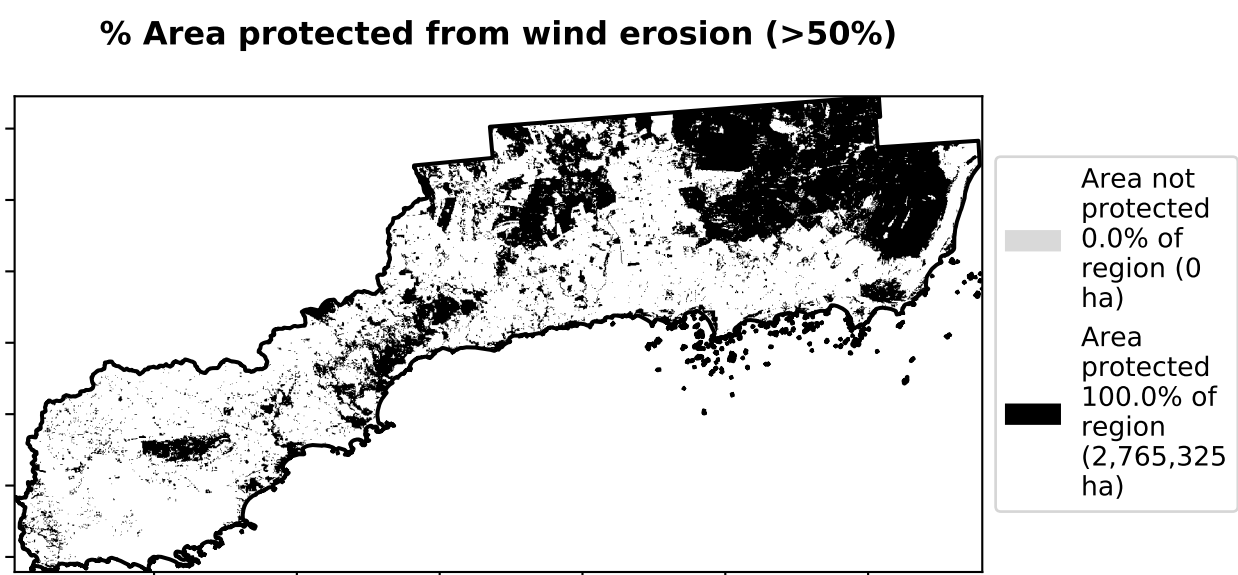 % Area protected from wind erosion (>50%)
Area not
protected
0.0% of
region (0
ha)
Area
protected
100.0% of
region
(2,765,325
ha)